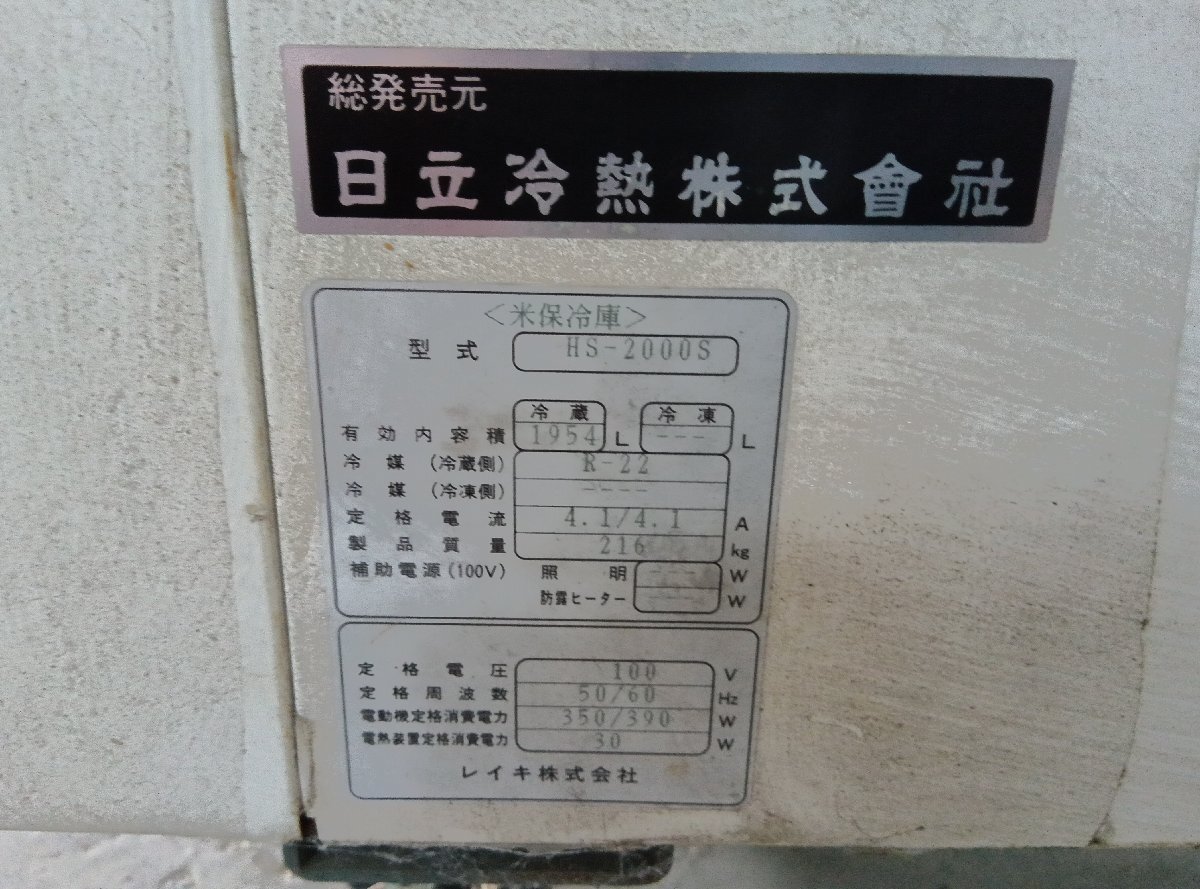 総発売元
日立冷熱株式會社
<米保冷庫>
型式 HS-2000S
冷蔵 冷凍
有効内容積 1954 L --- L
冷媒(冷蔵側) R-22
冷媒(冷凍側) ----
定格電流 4.1/4.1 A
製品質量 216 kg
補助電源(100V) 照明 ---- W
防露ヒーター ---- W
定格電圧 100 V
定格周波数 50/60 Hz
電動機定格消費電力 350/390 W
電熱装置定格消費電力 30 W
レイキ株式会社